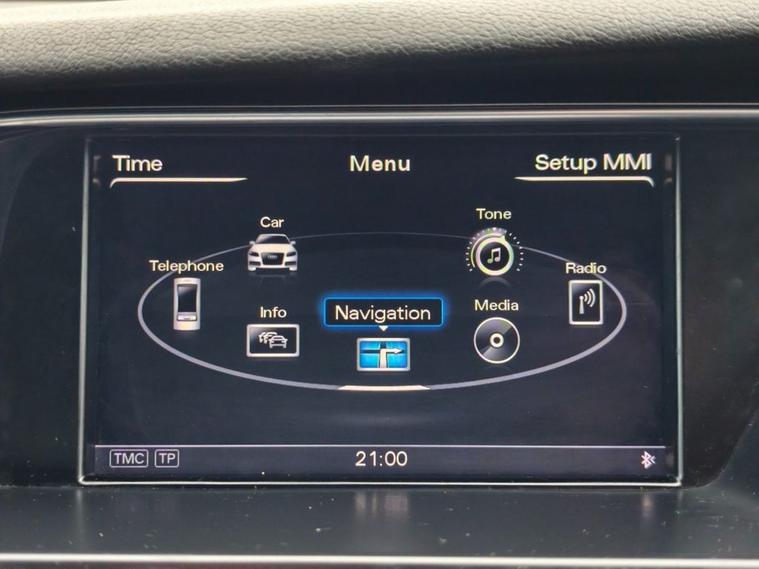 Time
Menu
Setup MMI
Tone
Car
Telephone
Radio
Info
Navigation
Media
TMC
TP
21:00